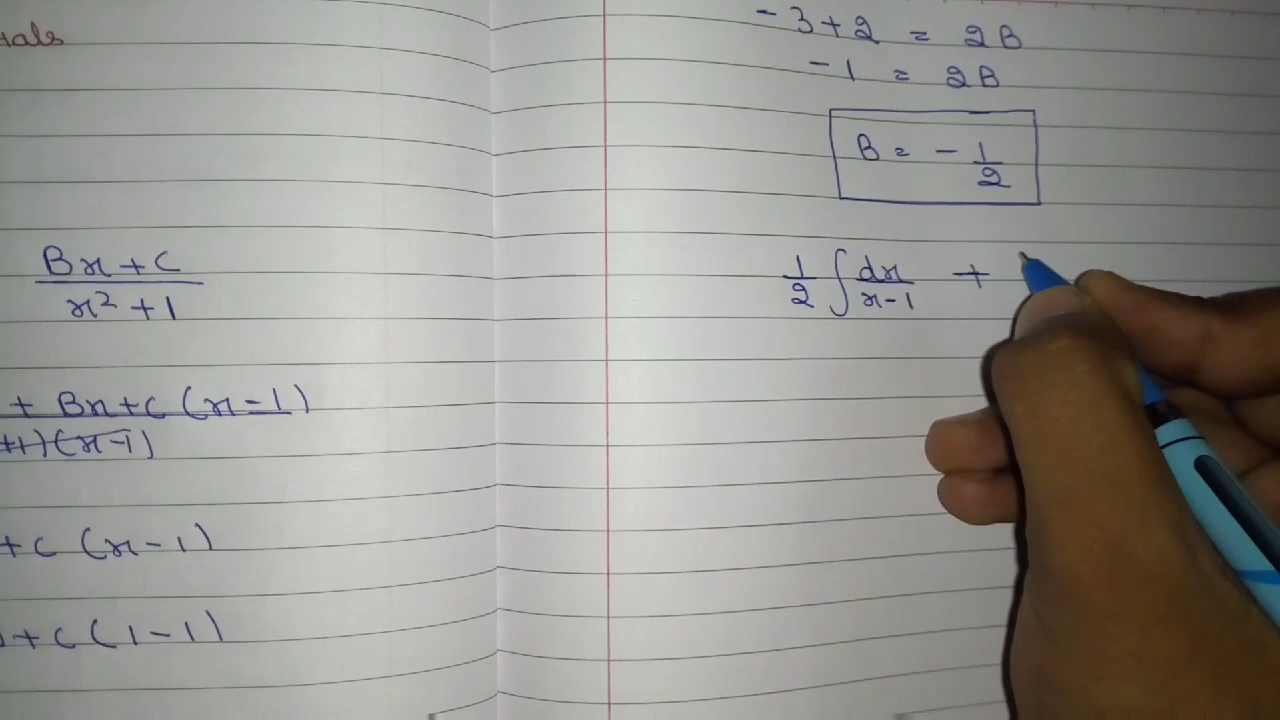 -3+2 = 2B
-1 = 2B
B = - 1/2
Bx+C / x²+1
1/2 ∫ dx/x-1 +
+ Bx+C (x-1)
+1)(x-1)
+C (x-1)
+C (1-1)